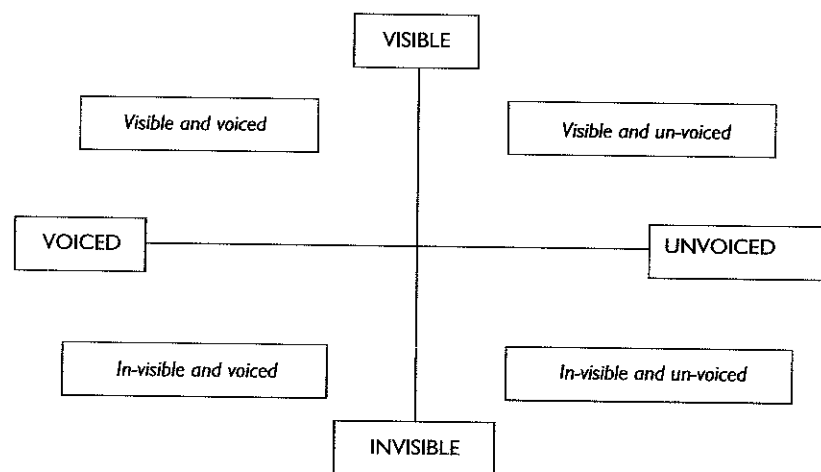 VISIBLE
Visible and voiced
Visible and un-voiced
VOICED
UNVOICED
In-visible and voiced
In-visible and un-voiced
INVISIBLE